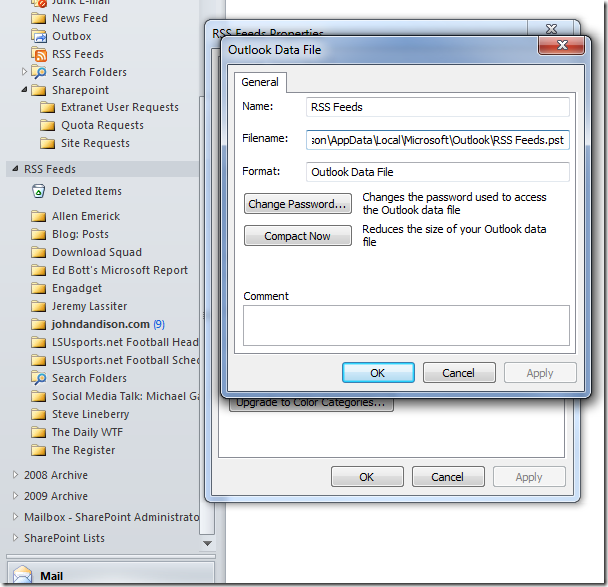 Junk E-mail
News Feed
Outbox
RSS Feeds
Search Folders
Sharepoint
Extranet User Requests
Quota Requests
Site Requests
RSS Feeds
Deleted Items
Allen Emerick
Blog: Posts
Download Squad
Ed Bott's Microsoft Report
Engadget
Jeremy Lassiter
johndandison.com (9)
LSUsports.net Football Head
LSUsports.net Football Sche
Search Folders
Social Media Talk: Michael Ga
Steve Lineberry
The Daily WTF
The Register
2008 Archive
2009 Archive
Mailbox - SharePoint Administrato
SharePoint Lists
Mail
RSS Feeds Properties
Outlook Data File
General
Name:
RSS Feeds
Filename:
son\AppData\Local\Microsoft\Outlook\RSS Feeds.pst
Format:
Outlook Data File
Change Password...
Changes the password used to access
the Outlook data file
Compact Now
Reduces the size of your Outlook data
file
Comment
OK
Cancel
Apply
Upgrade to Color Categories...
OK
Cancel
Apply